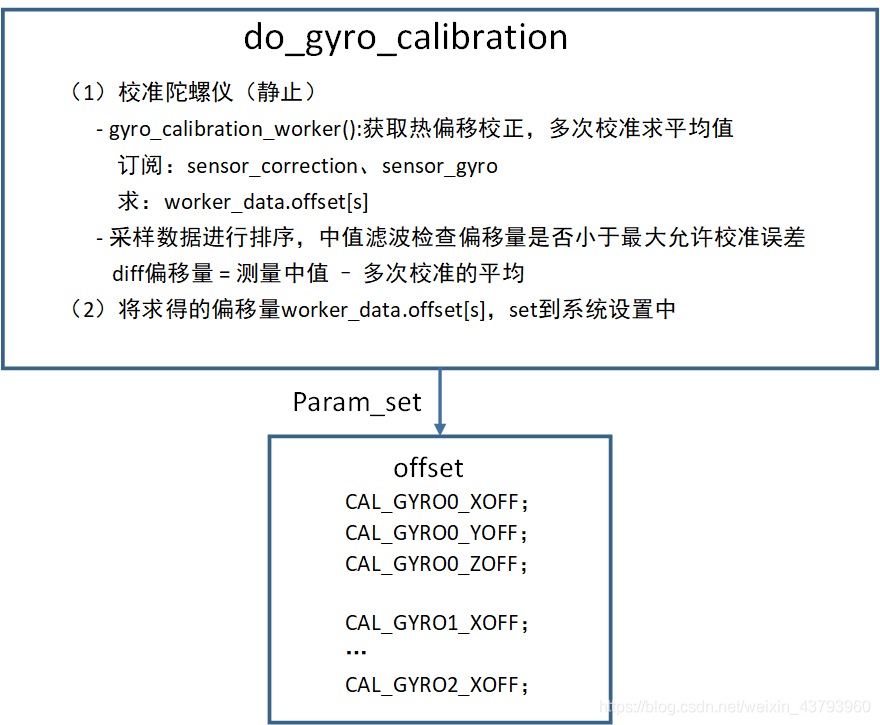 do_gyro_calibration
（1）校准陀螺仪（静止）
- gyro_calibration_worker():获取热偏移校正，多次校准求平均值
订阅：sensor_correction、sensor_gyro
求：worker_data.offset[s]
- 采样数据进行排序，中值滤波检查偏移量是否小于最大允许校准误差
diff偏移量 = 测量中值 – 多次校准的平均
（2）将求得的偏移量worker_data.offset[s]，set到系统设置中
Param_set
offset
CAL_GYRO0_XOFF；
CAL_GYRO0_YOFF；
CAL_GYRO0_ZOFF；
CAL_GYRO1_XOFF；
…
CAL_GYRO2_XOFF；
https://blog.csdn.net/weixin_43793960